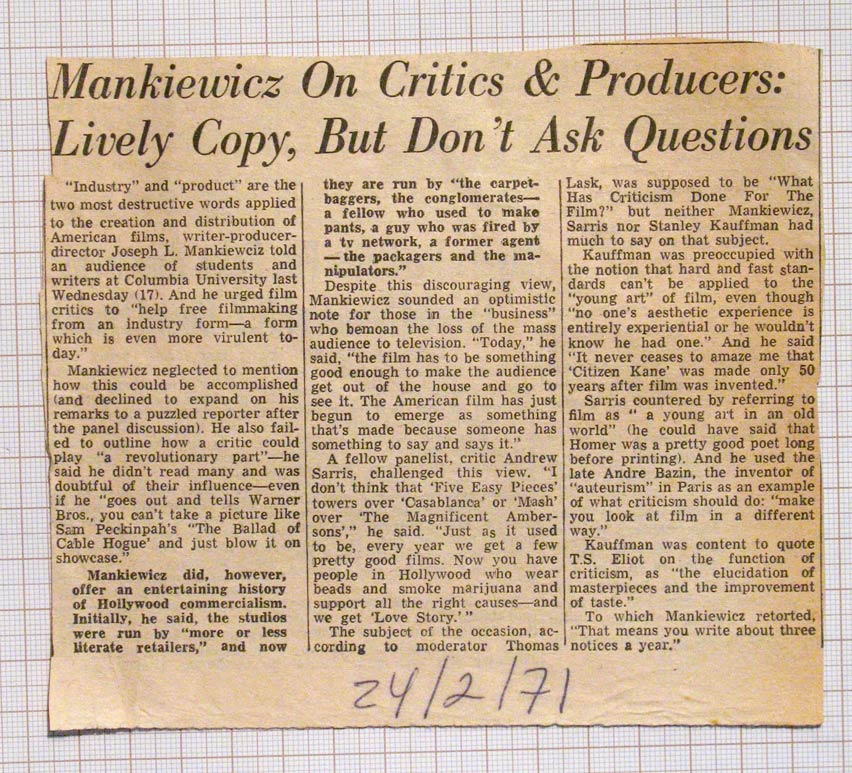 Mankiewicz On Critics & Producers:
Lively Copy, But Don't Ask Questions
"Industry" and "product" are the
two most destructive words applied
to the creation and distribution of
American films, writer-producer-
director Joseph L. Mankiewciz told
an audience of students and
writers at Columbia University last
Wednesday (17). And he urged film
critics to "help free filmmaking
from an industry form—a form
which is even more virulent to-
day."
Mankiewicz neglected to mention
how this could be accomplished
(and declined to expand on his
remarks to a puzzled reporter after
the panel discussion). He also fail-
ed to outline how a critic could
play "a revolutionary part"—he
said he didn't read many and was
doubtful of their influence—even
if he "goes out and tells Warner
Bros., you can't take a picture like
Sam Peckinpah's "The Ballad of
Cable Hogue' and just blow it on
showcase."
Mankiewicz did, however,
offer an entertaining history
of Hollywood commercialism.
Initially, he said, the studios
were run by "more or less
literate retailers," and now
they are run by "the carpet-
baggers, the conglomerates—
a fellow who used to make
pants, a guy who was fired by
a tv network, a former agent
—the packagers and the ma-
nipulators."
Despite this discouraging view,
Mankiewicz sounded an optimistic
note for those in the "business"
who bemoan the loss of the mass
audience to television. "Today," he
said, "the film has to be something
good enough to make the audience
get out of the house and go to
see it. The American film has just
begun to emerge as something
that's made because someone has
something to say and says it."
A fellow panelist, critic Andrew
Sarris, challenged this view. "I
don't think that 'Five Easy Pieces'
towers over 'Casablanca' or 'Mash'
over 'The Magnificent Amber-
sons'," he said. "Just as it used
to be, every year we get a few
pretty good films. Now you have
people in Hollywood who wear
beads and smoke marijuana and
support all the right causes—and
we get 'Love Story.'"
The subject of the occasion, ac-
cording to moderator Thomas
Lask, was supposed to be "What
Has Criticism Done For The
Film?" but neither Mankiewicz,
Sarris nor Stanley Kauffman had
much to say on that subject.
Kauffman was preoccupied with
the notion that hard and fast stan-
dards can't be applied to the
"young art" of film, even though
"no one's aesthetic experience is
entirely experiential or he wouldn't
know he had one." And he said
"It never ceases to amaze me that
'Citizen Kane' was made only 50
years after film was invented."
Sarris countered by referring to
film as " a young art in an old
world" (he could have said that
Homer was a pretty good poet long
before printing). And he used the
late Andre Bazin, the inventor of
"auteurism" in Paris as an example
of what criticism should do: "make
you look at film in a different
way."
Kauffman was content to quote
T.S. Eliot on the function of
criticism, as "the elucidation of
masterpieces and the improvement
of taste."
To which Mankiewicz retorted,
"That means you write about three
notices a year."
24/2/71